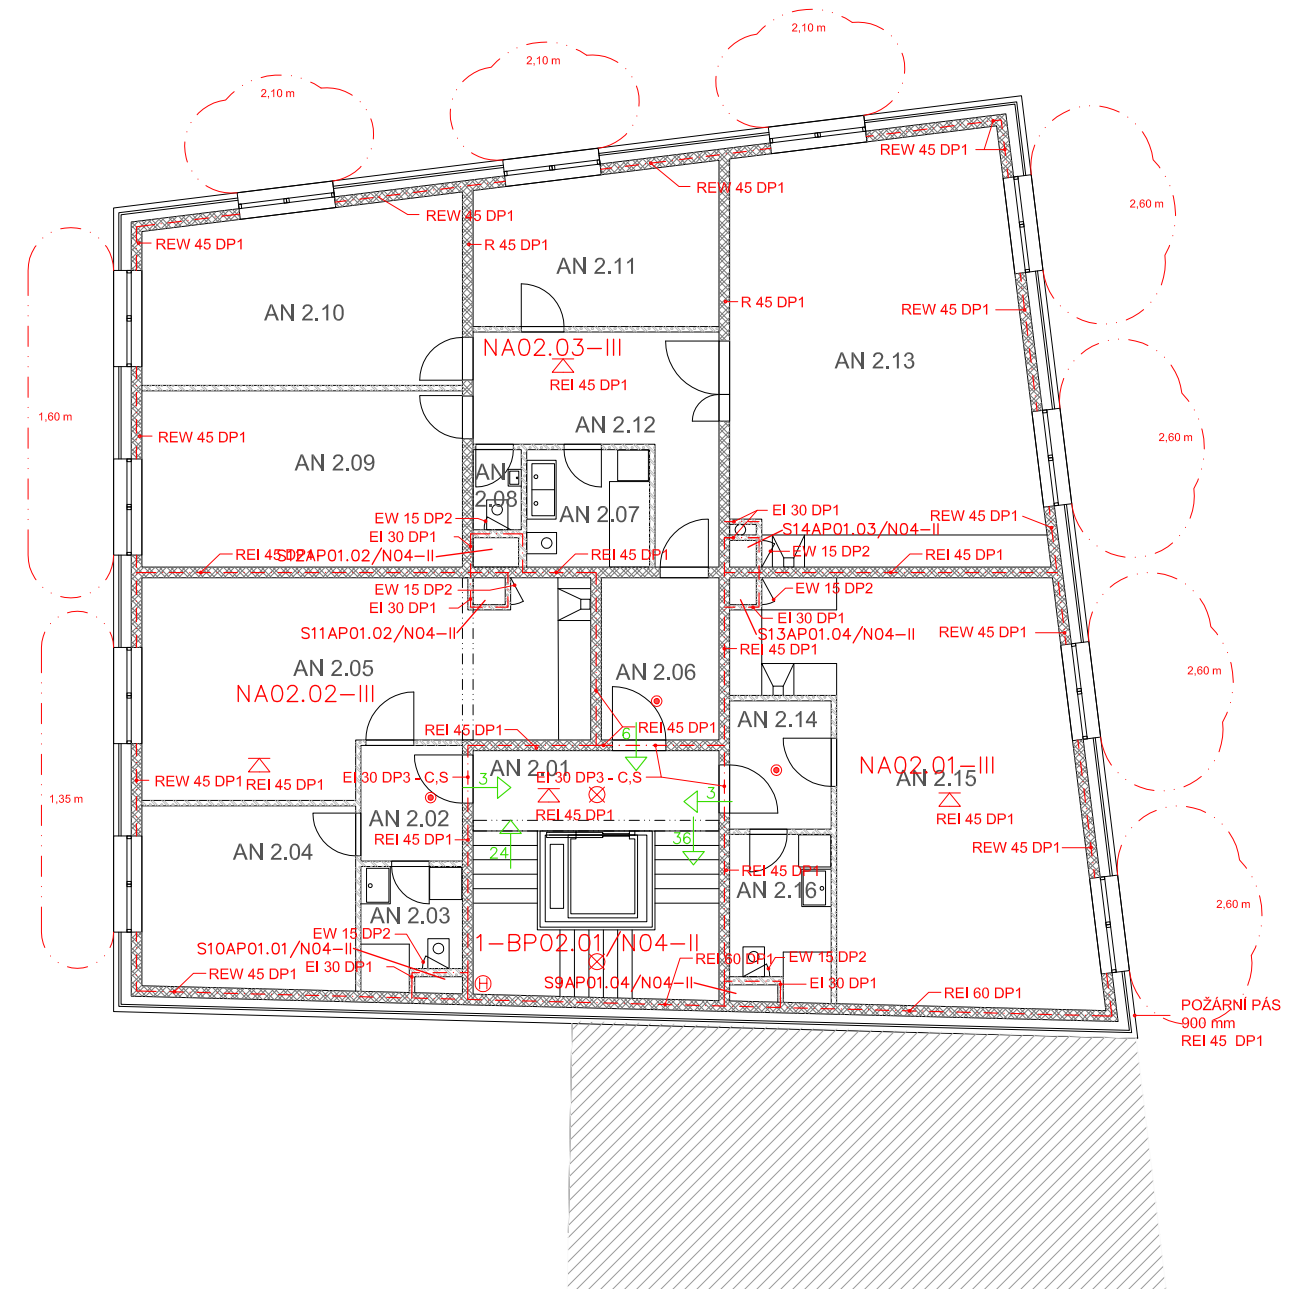 2,10 m
2,10 m
2,10 m
REW 45 DP1
REW 45 DP1
2,60 m
REW 45 DP1
REW 45 DP1
R 45 DP1
AN 2.11
AN 2.10
R 45 DP1
REW 45 DP1
NA02.03-III
REI 45 DP1
AN 2.13
1,60 m
REW 45 DP1
AN 2.12
2,60 m
AN 2.09
AN
2.08
AN 2.07
EW 15 DP2
EI 30 DP1
REI 45 DP1
S12AP01.02/N04-II
REI 45 DP1
EI 30 DP1
S14AP01.03/N04-II
REW 45 DP1
EW 15 DP2
REI 45 DP1
EW 15 DP2
EI 30 DP1
S11AP01.02/N04-II
EW 15 DP2
EI 30 DP1
S13AP01.04/N04-II
REW 45 DP1
REI 45 DP1
AN 2.05
NA02.02-III
AN 2.06
2,60 m
REI 45 DP1
REI 45 DP1
6
AN 2.14
REW 45 DP1
REI 45 DP1
EI 30 DP3 - C,S
3
AN 2.01
EI 30 DP3 - C,S
REI 45 DP1
3
NA02.01-III
AN 2.15
REI 45 DP1
1,35 m
AN 2.02
REI 45 DP1
24
36
REW 45 DP1
AN 2.04
REI 45 DP1
AN 2.16
AN 2.03
2,60 m
EW 15 DP2
S10AP01.01/N04-II
EI 30 DP1
REW 45 DP1
1-BP02.01/N04-II
H
REI 60 DP1
EW 15 DP2
S9AP01.04/N04-II
EI 30 DP1
REI 60 DP1
POŽÁRNÍ PÁS
900 mm
REI 45 DP1